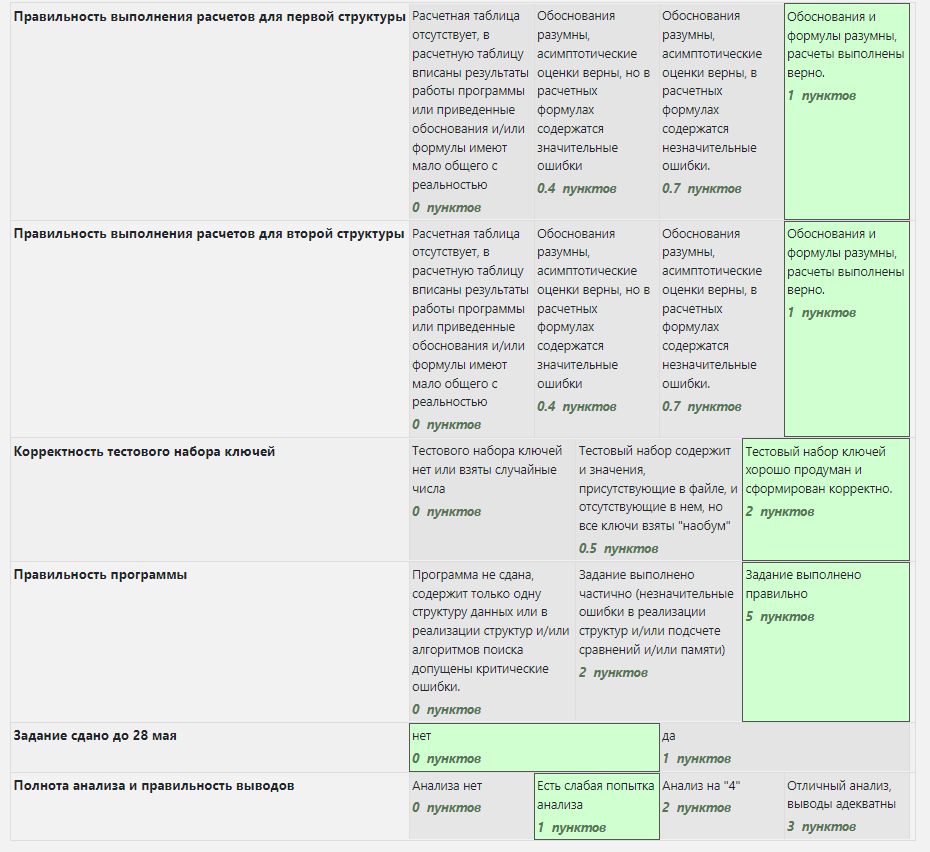 Правильность выполнения расчетов для первой структуры
Расчетная таблица
отсутствует, в
расчетную таблицу
вписаны результаты
работы программы
или приведенные
обоснования и/или
формулы имеют
мало общего с
реальностью
0 пунктов
Обоснования
разумны,
асимптотические
оценки верны, но в
расчетных
формулах
содержатся
значительные
ошибки
0.4 пунктов
Обоснования
разумны,
асимптотические
оценки верны, в
расчетных
формулах
содержатся
незначительные
ошибки.
0.7 пунктов
Обоснования и
формулы разумны,
расчеты выполнены
верно.
1 пунктов
Правильность выполнения расчетов для второй структуры
Расчетная таблица
отсутствует, в
расчетную таблицу
вписаны результаты
работы программы
или приведенные
обоснования и/или
формулы имеют
мало общего с
реальностью
0 пунктов
Обоснования
разумны,
асимптотические
оценки верны, но в
расчетных
формулах
содержатся
значительные
ошибки
0.4 пунктов
Обоснования
разумны,
асимптотические
оценки верны, в
расчетных
формулах
содержатся
незначительные
ошибки.
0.7 пунктов
Обоснования и
формулы разумны,
расчеты выполнены
верно.
1 пунктов
Корректность тестового набора ключей
Тестового набора ключей
нет или взяты случайные
числа
0 пунктов
Тестовый набор содержит
и значения,
присутствующие в файле, и
отсутствующие в нем, но
все ключи взяты "наобум"
0.5 пунктов
Тестовый набор ключей
хорошо продуман и
сформирован корректно.
2 пунктов
Правильность программы
Программа не сдана,
содержит только одну
структуру данных или в
реализации структур и/или
алгоритмов поиска
допущены критические
ошибки.
0 пунктов
Задание выполнено
частично (незначительные
ошибки в реализации
структур и/или подсчете
сравнений и/или памяти)
2 пунктов
Задание выполнено
правильно
5 пунктов
Задание сдано до 28 мая
нет
0 пунктов
да
1 пунктов
Полнота анализа и правильность выводов
Анализа нет
0 пунктов
Есть слабая попытка
анализа
1 пунктов
Анализ на "4"
2 пунктов
Отличный анализ,
выводы адекватны
3 пунктов